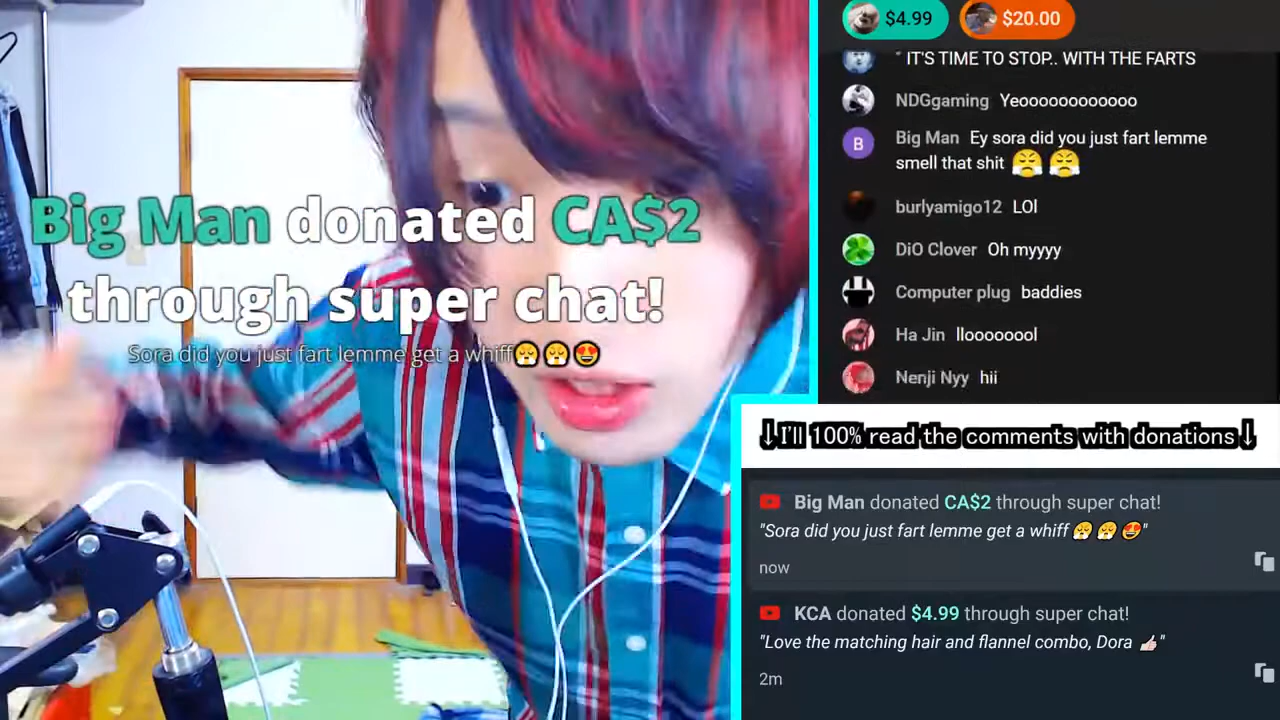 Big Man donated CA$2
through super chat!
Sora did you just fart lemme get a whiff😤😤😍
$4.99 $20.00
IT'S TIME TO STOP.. WITH THE FARTS
NDGgaming Yeoooooooooooo
B Big Man Ey sora did you just fart lemme
smell that shit 😤 😤
burlyamigo12 LOl
DiO Clover Oh myyyy
Computer plug baddies
Ha Jin lloooooool
Nenji Nyy hii
↓I'll 100% read the comments with donations↓
Big Man donated CA$2 through super chat!
"Sora did you just fart lemme get a whiff 😤 😤 😍"
now
KCA donated $4.99 through super chat!
"Love the matching hair and flannel combo, Dora 👍🏻"
2m